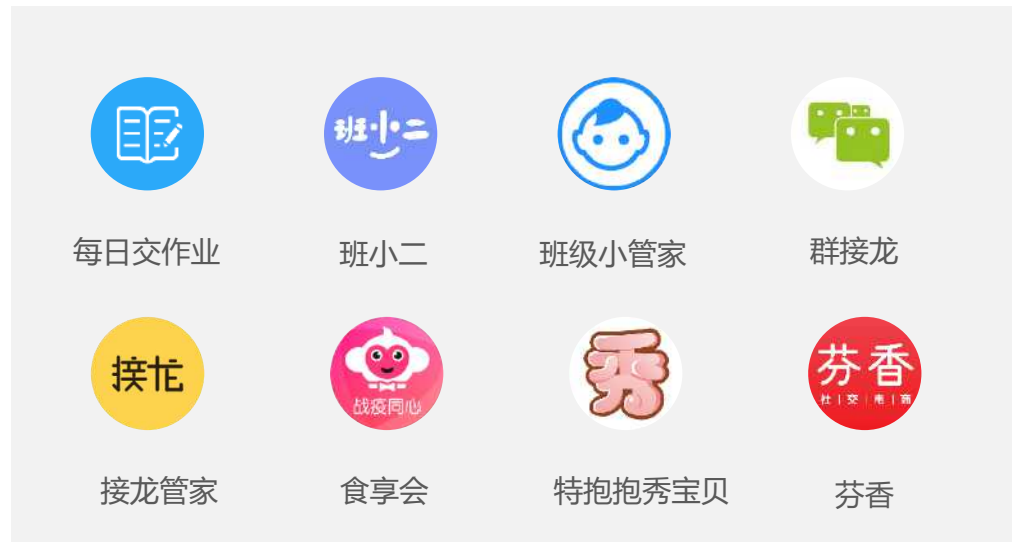 班小二
每日交作业
班小二
班级小管家
群接龙
接龙
战疫同心
秀
芬香
社|交|电|商
接龙管家
食享会
特抱抱秀宝贝
芬香